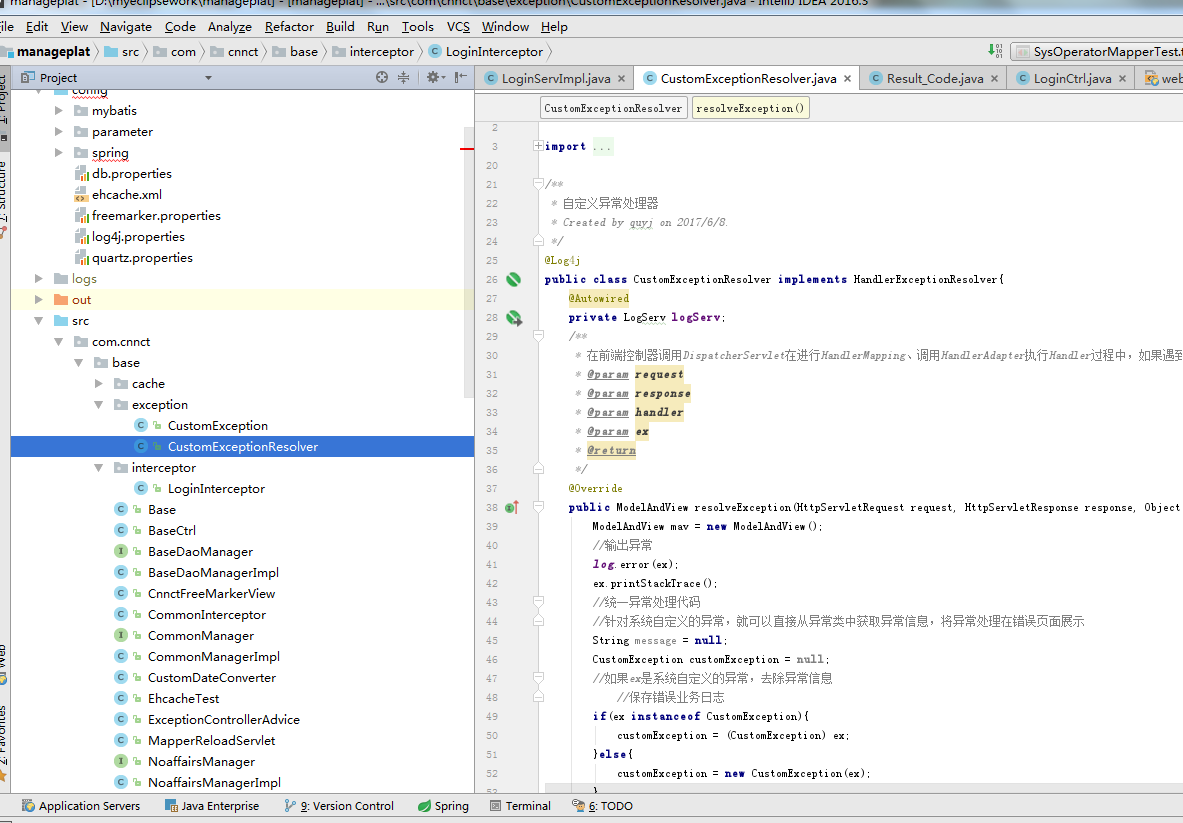 manageplat - [D:\myeclipsework\manageplat] - [manageplat] - ...\src\com\cnnct\base\exception\CustomExceptionResolver.java - IntelliJ IDEA 2016.3
File Edit View Navigate Code Analyze Refactor Build Run Tools VCS Window Help
manageplat src com cnnct base interceptor LoginInterceptor SysOperatorMapperTest.t
Project LoginServImpl.java CustomExceptionResolver.java Result_Code.java LoginCtrl.java web
CustomExceptionResolver resolveException()
1: Project
7: Structure
Web
2: Favorites
config
mybatis
parameter
spring
db.properties
ehcache.xml
freemarker.properties
log4j.properties
quartz.properties
logs
out
src
com.cnnct
base
cache
exception
CustomException
CustomExceptionResolver
interceptor
LoginInterceptor
Base
BaseCtrl
BaseDaoManager
BaseDaoManagerImpl
CnnctFreeMarkerView
CommonInterceptor
CommonManager
CommonManagerImpl
CustomDateConverter
EhcacheTest
ExceptionControllerAdvice
MapperReloadServlet
NoaffairsManager
NoaffairsManagerImpl
2
3 import ...
20
21 /**
22 * 自定义异常处理器
23 * Created by quyj on 2017/6/8.
24 */
25 @Log4j
26 public class CustomExceptionResolver implements HandlerExceptionResolver{
27 @Autowired
28 private LogServ logServ;
29 /**
30 * 在前端控制器调用DispatcherServlet在进行HandlerMapping、调用HandlerAdapter执行Handler过程中，如果遇到
31 * @param request
32 * @param response
33 * @param handler
34 * @param ex
35 * @return
36 */
37 @Override
38 public ModelAndView resolveException(HttpServletRequest request, HttpServletResponse response, Object
39 ModelAndView mav = new ModelAndView();
40 //输出异常
41 log.error(ex);
42 ex.printStackTrace();
43 //统一异常处理代码
44 //针对系统自定义的异常，就可以直接从异常类中获取异常信息，将异常处理在错误页面展示
45 String message = null;
46 CustomException customException = null;
47 //如果ex是系统自定义的异常，去除异常信息
48 //保存错误业务日志
49 if(ex instanceof CustomException){
50 customException = (CustomException) ex;
51 }else{
52 customException = new CustomException(ex);
53 }
Application Servers Java Enterprise 9: Version Control Spring Terminal 6: TODO